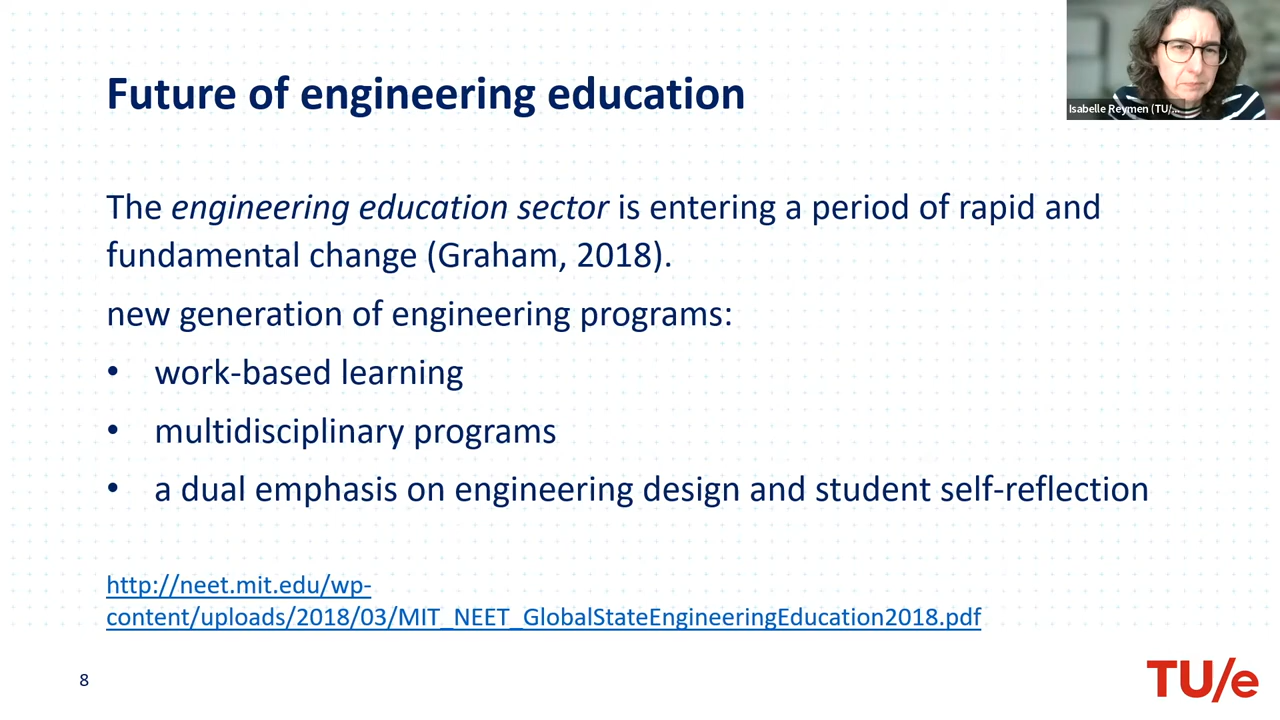 Future of engineering education
Isabelle Reymen (TU/...
The engineering education sector is entering a period of rapid and
fundamental change (Graham, 2018).
new generation of engineering programs:
• work-based learning
• multidisciplinary programs
• a dual emphasis on engineering design and student self-reflection
http://neet.mit.edu/wp-
content/uploads/2018/03/MIT_NEET_GlobalStateEngineeringEducation2018.pdf
8
TU/e